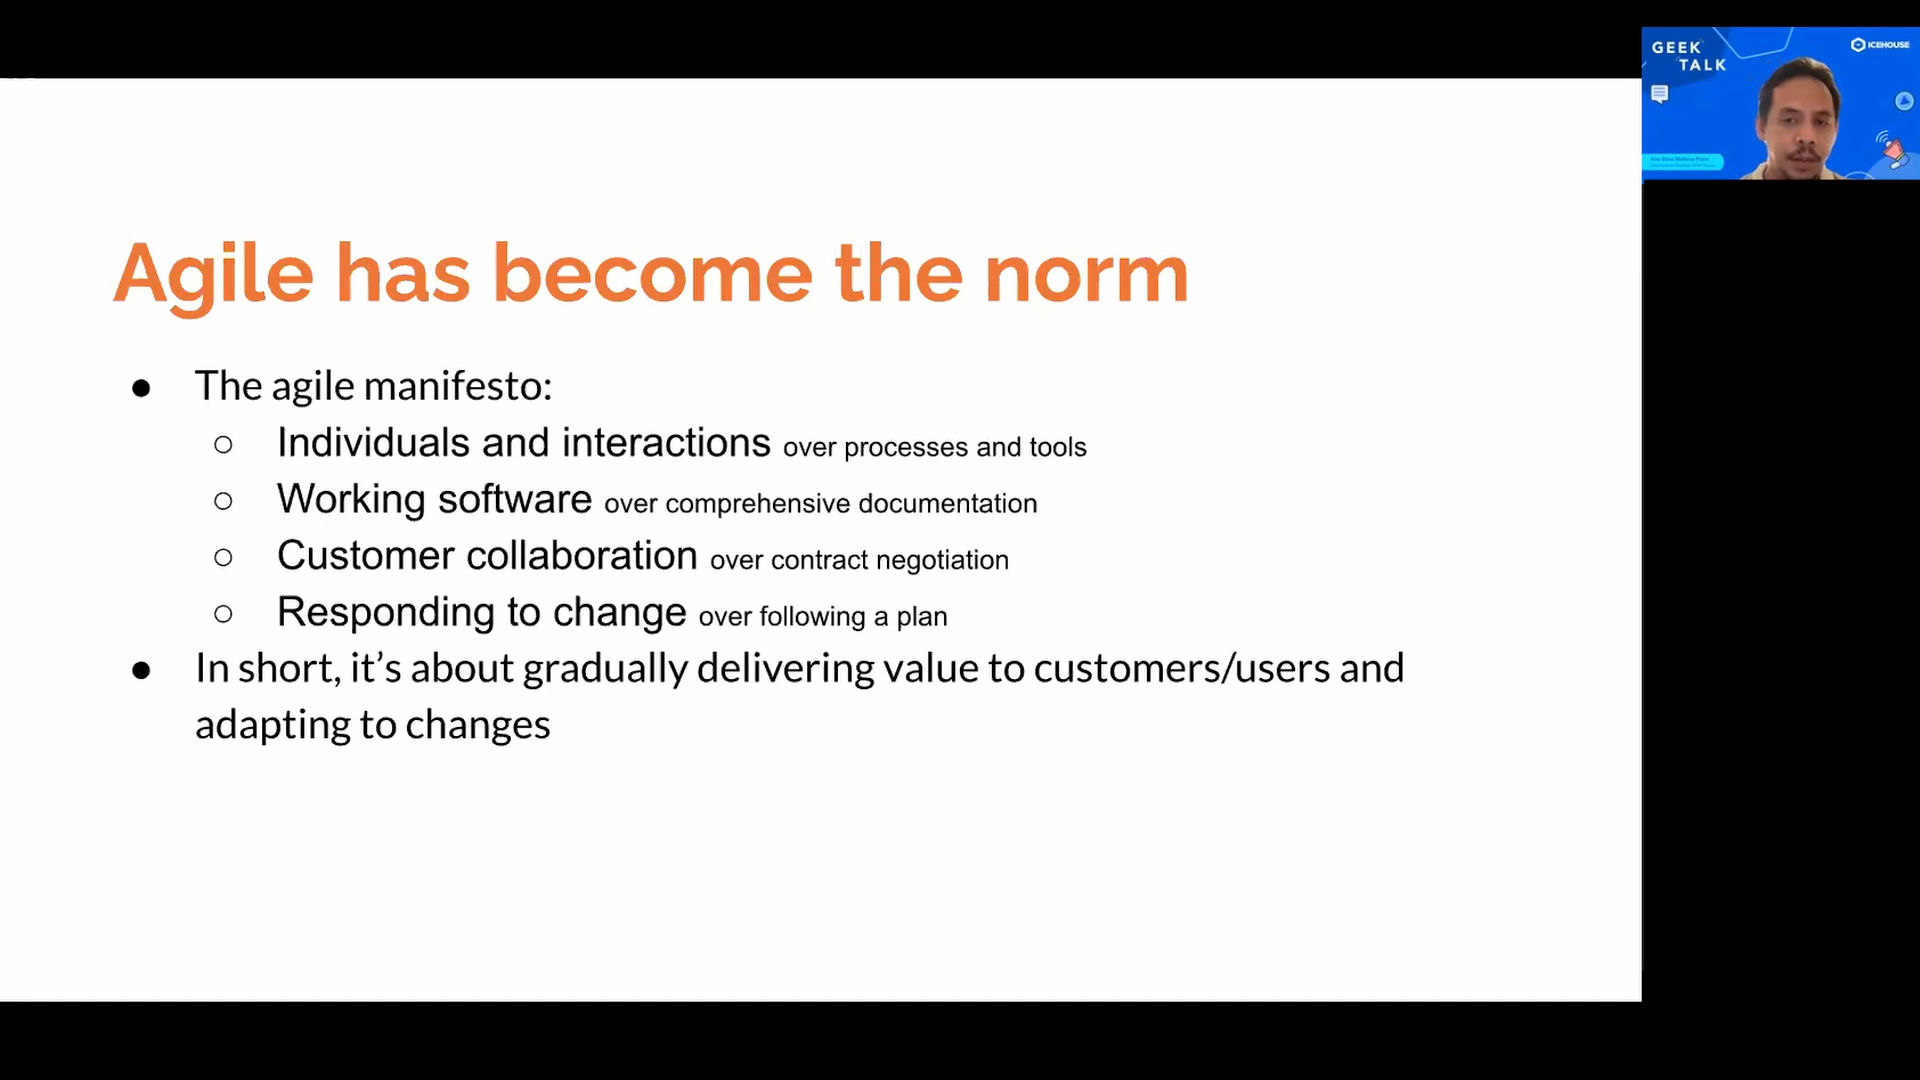 Agile has become the norm
● The agile manifesto:
○ Individuals and interactions over processes and tools
○ Working software over comprehensive documentation
○ Customer collaboration over contract negotiation
○ Responding to change over following a plan
● In short, it’s about gradually delivering value to customers/users and
adapting to changes
GEEK
TALK
ICEHOUSE